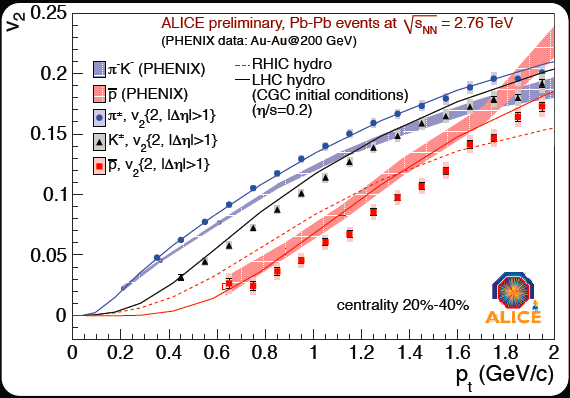 ALICE preliminary, Pb-Pb events at √sNN = 2.76 TeV
(PHENIX data: Au-Au@200 GeV)
π⁻K⁻ (PHENIX)
p̅ (PHENIX)
π±, v2{2, |Δη|>1}
K±, v2{2, |Δη|>1}
p̅, v2{2, |Δη|>1}
RHIC hydro
LHC hydro
(CGC initial conditions)
(η/s=0.2)
v2
0.25
0.2
0.15
0.1
0.05
0
centrality 20%-40%
ALICE
0 0.2 0.4 0.6 0.8 1 1.2 1.4 1.6 1.8 2
pt (GeV/c)